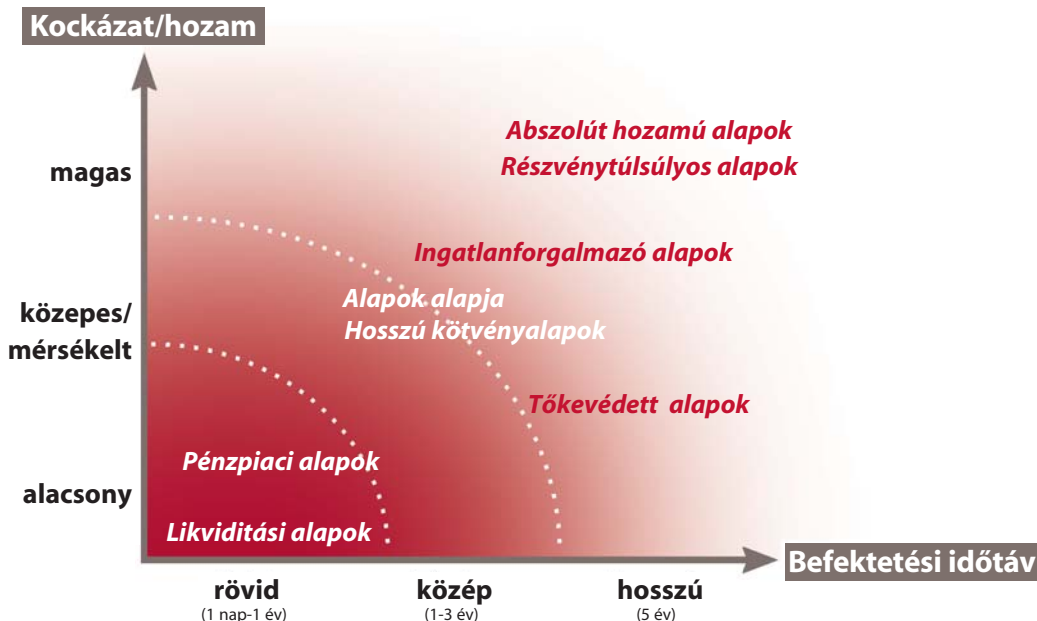 Kockázat/hozam
magas
közepes/
mérsékelt
alacsony
Abszolút hozamú alapok
Részvénytúlsúlyos alapok
Ingatlanforgalmazó alapok
Alapok alapja
Hosszú kötvényalapok
Tőkevédett alapok
Pénzpiaci alapok
Likviditási alapok
Befektetési időtáv
rövid
(1 nap-1 év)
közép
(1-3 év)
hosszú
(5 év)